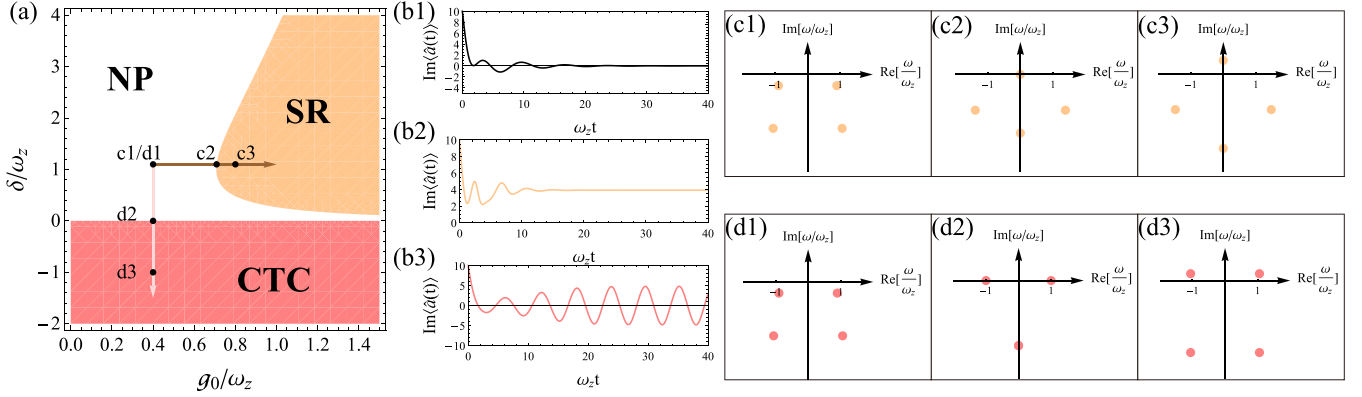 (a)
4
3
2
1
0
−1
−2
δ/ω_z
NP
SR
c1/d1
c2
c3
d2
d3
CTC
0.0 0.2 0.4 0.6 0.8 1.0 1.2 1.4
g_0/ω_z
(b1)
10
8
6
4
2
0
−2
−4
Im⟨â(t)⟩
0 10 20 30 40
ω_z t
(b2)
10
8
6
4
2
0
Im⟨â(t)⟩
0 10 20 30 40
ω_z t
(b3)
10
5
0
−5
−10
Im⟨â(t)⟩
0 10 20 30 40
ω_z t
(c1)
Im[ω/ω_z]
Re[ω/ω_z]
−1 1
(c2)
Im[ω/ω_z]
Re[ω/ω_z]
−1 1
(c3)
Im[ω/ω_z]
Re[ω/ω_z]
−1 1
(d1)
Im[ω/ω_z]
Re[ω/ω_z]
−1 1
(d2)
Im[ω/ω_z]
Re[ω/ω_z]
−1 1
(d3)
Im[ω/ω_z]
Re[ω/ω_z]
−1 1